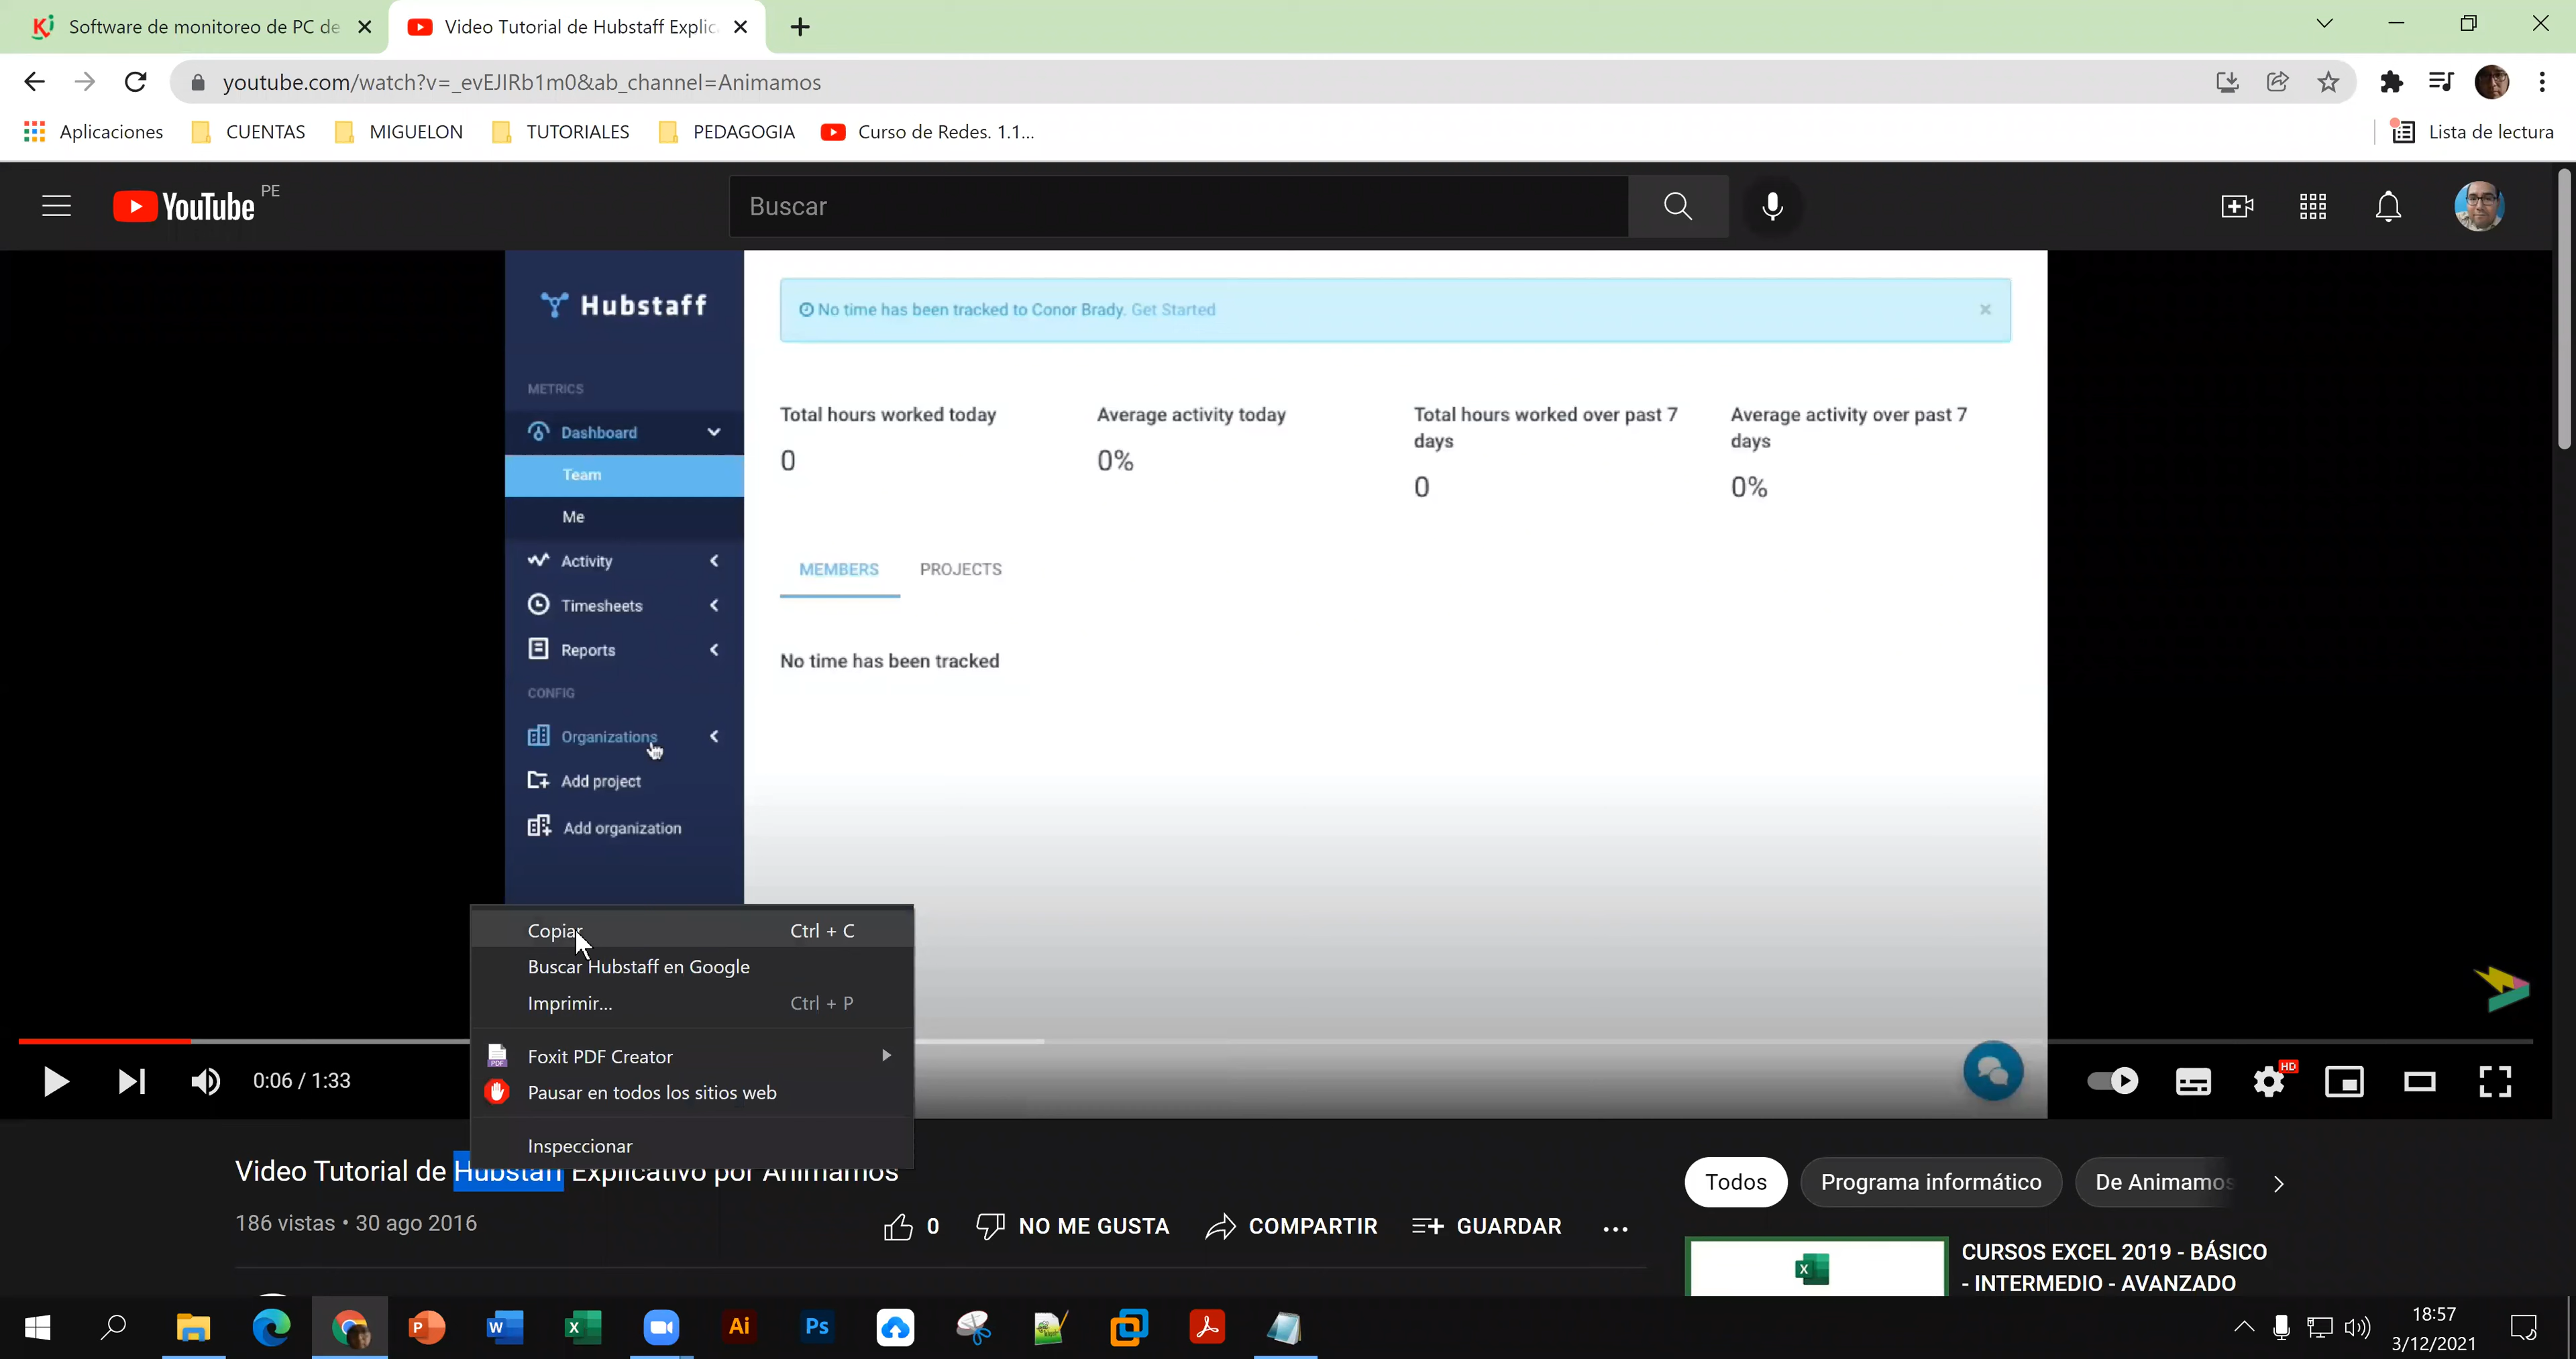 Software de monitoreo de PC de
Video Tutorial de Hubstaff Explic
youtube.com/watch?v=_evEJIRb1m0&ab_channel=Animamos
Aplicaciones
CUENTAS
MIGUELON
TUTORIALES
PEDAGOGIA
Curso de Redes. 1.1...
Lista de lectura
YouTube PE
Buscar
Hubstaff
No time has been tracked to Conor Brady. Get Started
METRICS
Dashboard
Team
Me
Activity
Timesheets
Reports
CONFIG
Organizations
Add project
Add organization
Total hours worked today
0
Average activity today
0%
Total hours worked over past 7
days
0
Average activity over past 7
days
0%
MEMBERS
PROJECTS
No time has been tracked
Copiar Ctrl + C
Buscar Hubstaff en Google
Imprimir... Ctrl + P
Foxit PDF Creator
Pausar en todos los sitios web
Inspeccionar
0:06 / 1:33
HD
Video Tutorial de Hubstaff Explicativo por Animamos
186 vistas • 30 ago 2016
0
NO ME GUSTA
COMPARTIR
GUARDAR
Todos
Programa informático
De Animamos
CURSOS EXCEL 2019 - BÁSICO
- INTERMEDIO - AVANZADO
18:57
3/12/2021